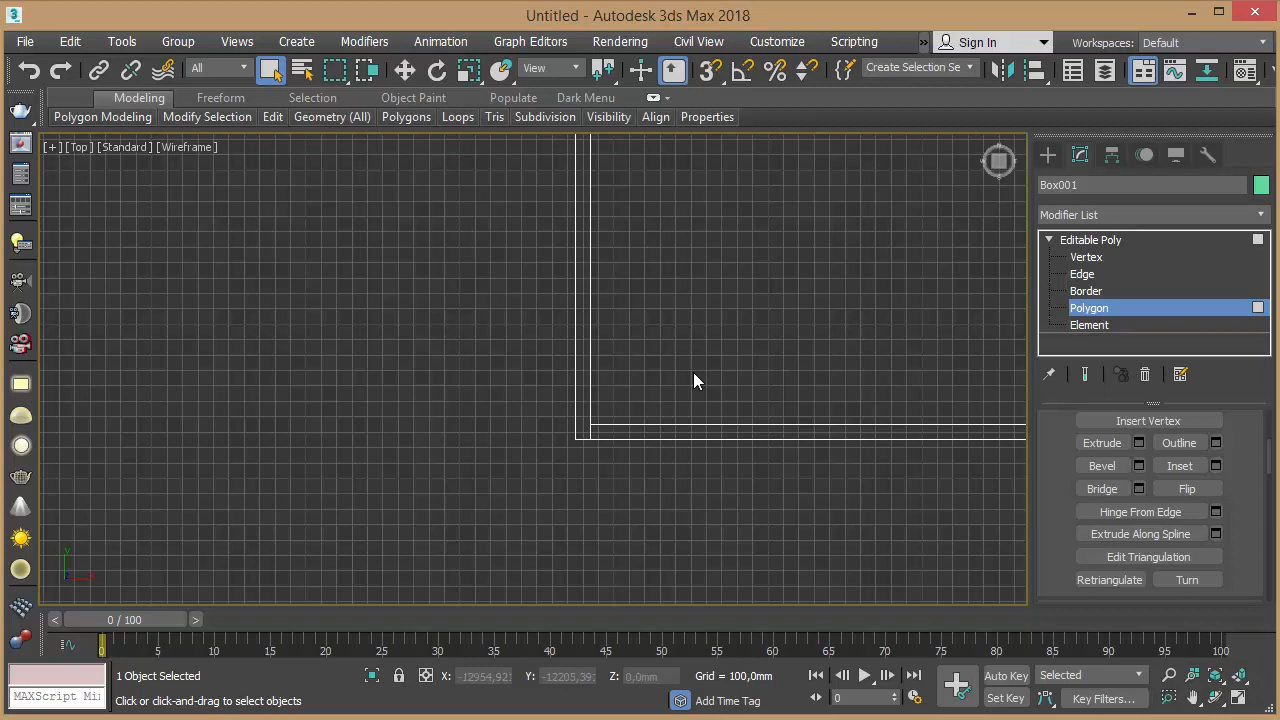 Untitled - Autodesk 3ds Max 2018
File Edit Tools Group Views Create Modifiers Animation Graph Editors Rendering Civil View Customize Scripting » Sign In Workspaces: Default
All View Create Selection Se
Modeling Freeform Selection Object Paint Populate Dark Menu
Polygon Modeling Modify Selection Edit Geometry (All) Polygons Loops Tris Subdivision Visibility Align Properties
[+] [Top] [Standard] [Wireframe]
Box001
Modifier List
Editable Poly
Vertex
Edge
Border
Polygon
Element
Insert Vertex
Extrude Outline
Bevel Inset
Bridge Flip
Hinge From Edge
Extrude Along Spline
Edit Triangulation
Retriangulate Turn
y
x
< 0 / 100 >
0 5 10 15 20 25 30 35 40 45 50 55 60 65 70 75 80 85 90 95 100
1 Object Selected X: -12954,92 Y: -12205,39 Z: 0,0mm Grid = 100,0mm Auto Key Selected
MAXScript Mi Click or click-and-drag to select objects Add Time Tag 0 Set Key Key Filters...